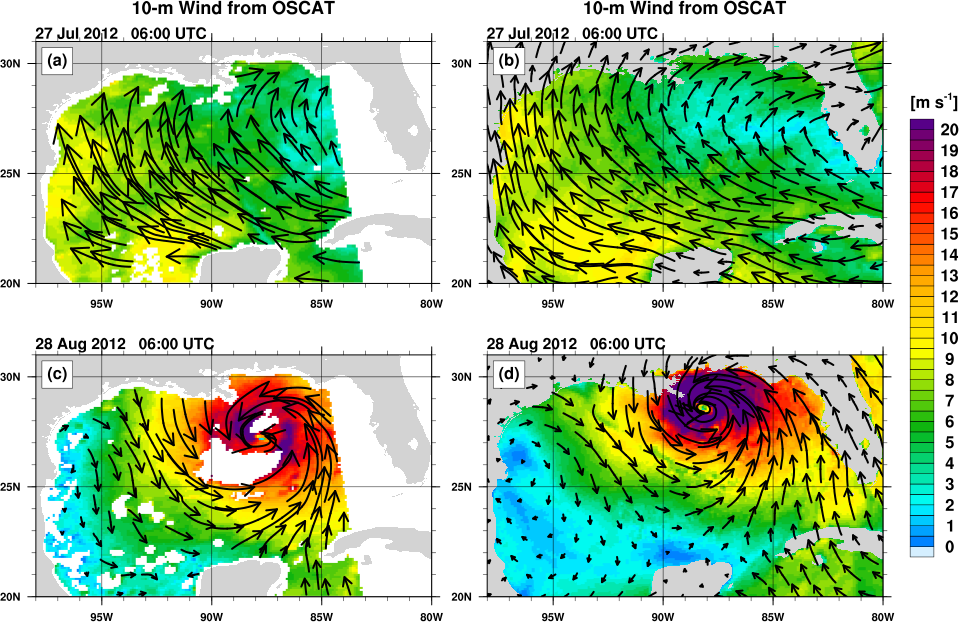 10-m Wind from OSCAT
10-m Wind from OSCAT
27 Jul 2012 06:00 UTC
27 Jul 2012 06:00 UTC
(a)
(b)
30N
25N
20N
95W 90W 85W 80W
30N
25N
20N
95W 90W 85W 80W
28 Aug 2012 06:00 UTC
28 Aug 2012 06:00 UTC
(c)
(d)
30N
25N
20N
95W 90W 85W 80W
30N
25N
20N
95W 90W 85W 80W
[m s⁻¹]
20
19
18
17
16
15
14
13
12
11
10
9
8
7
6
5
4
3
2
1
0